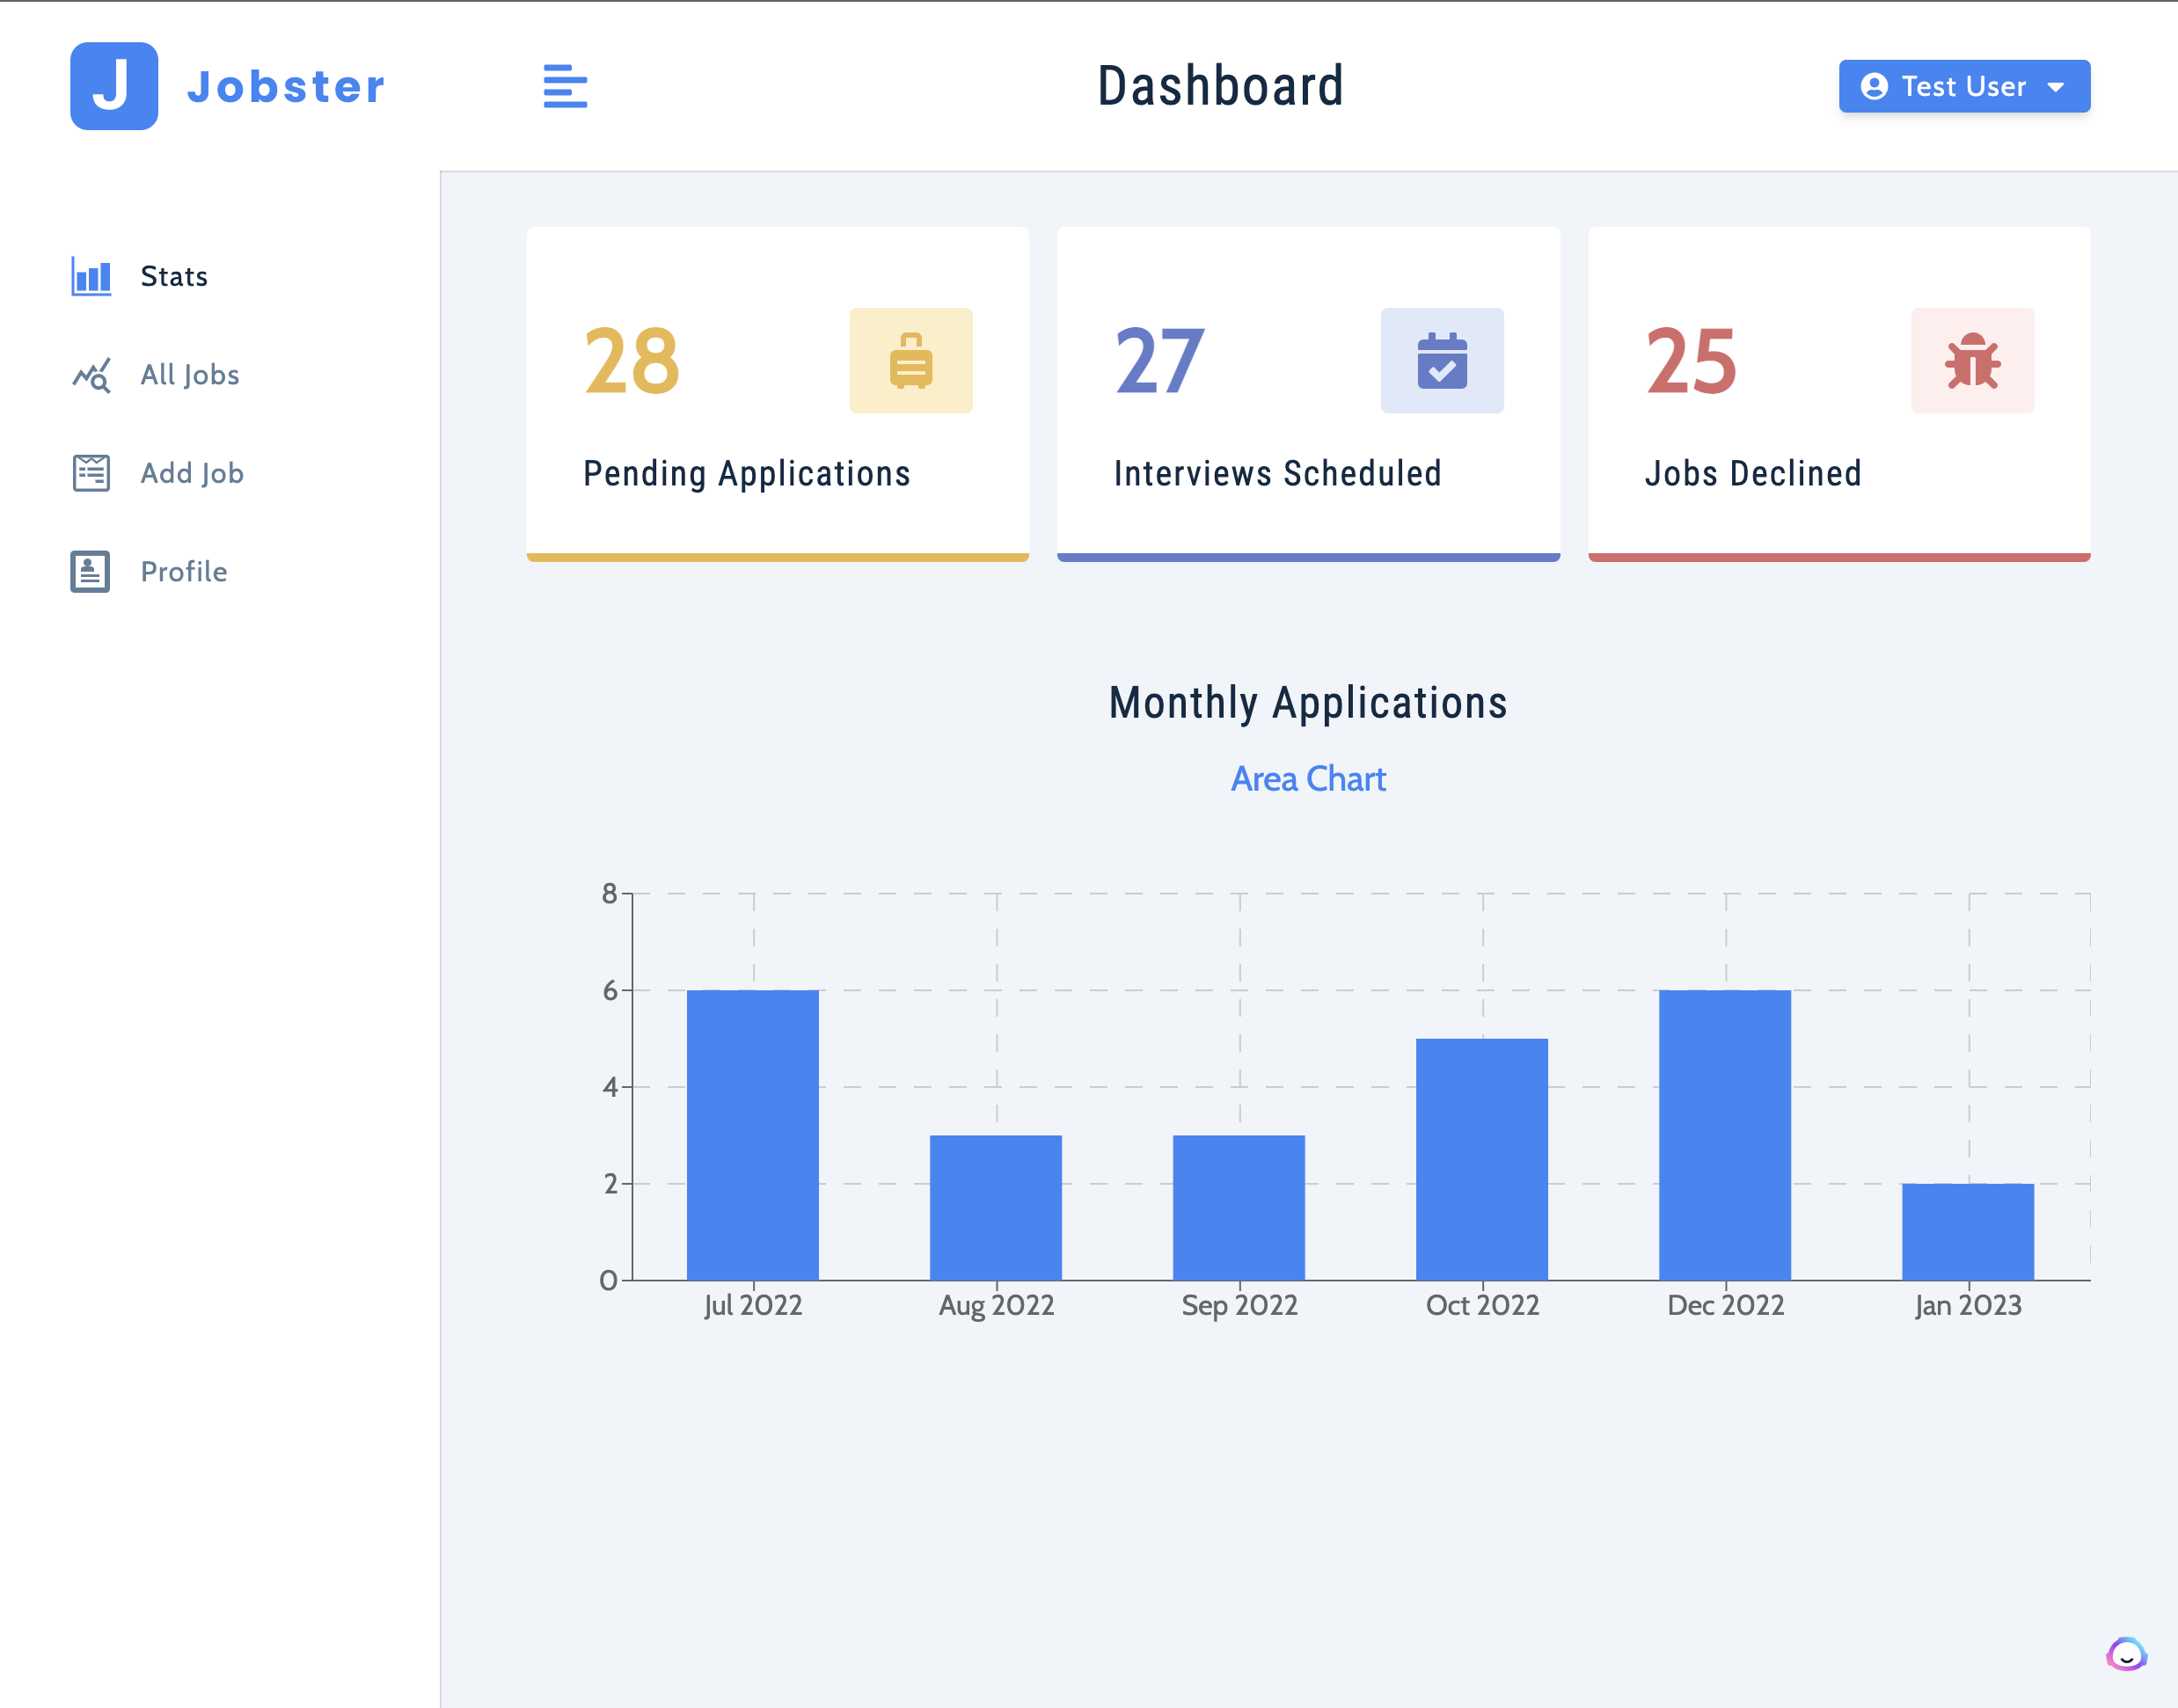 J Jobster
Dashboard
Test User
Stats
All Jobs
Add Job
Profile
28
Pending Applications
27
Interviews Scheduled
25
Jobs Declined
Monthly Applications
Area Chart
8
6
4
2
0
Jul 2022 Aug 2022 Sep 2022 Oct 2022 Dec 2022 Jan 2023